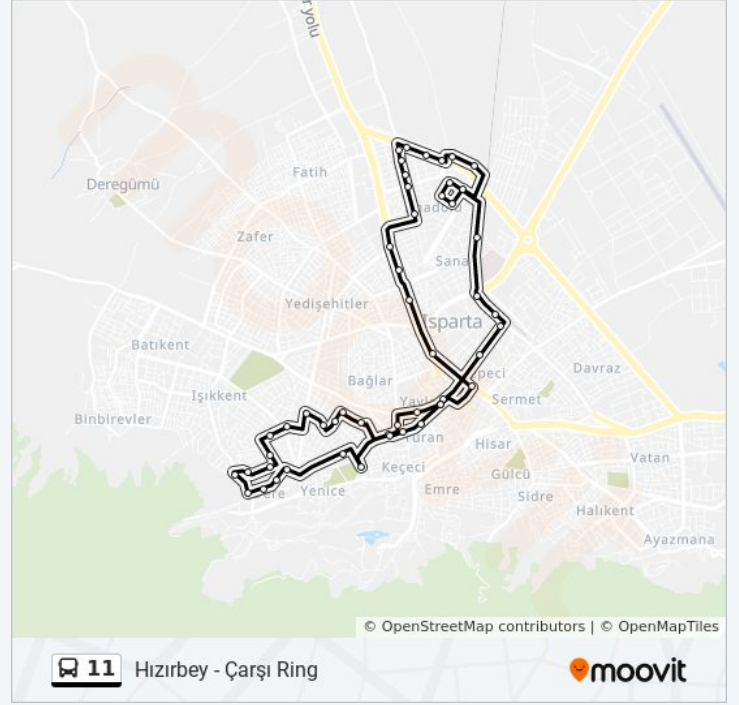 r yolu
Fatih
Deregümü
Zafer
Sana
Yedişehitler
Isparta
Batıkent
Davraz
Bağlar
Işıkkent
Sermet
Binbirevler
Turan
Hisar
Keçeci
Vatan
Gülcü
Yenice
Emre
Sidre
Halıkent
Ayazmana
© OpenStreetMap contributors | © OpenMapTiles
11 Hızırbey - Çarşı Ring
moovit